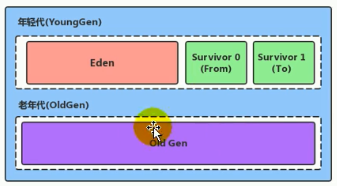 年轻代(YoungGen)
Eden
Survivor 0
(From)
Survivor 1
(To)
老年代(OldGen)
Old Gen